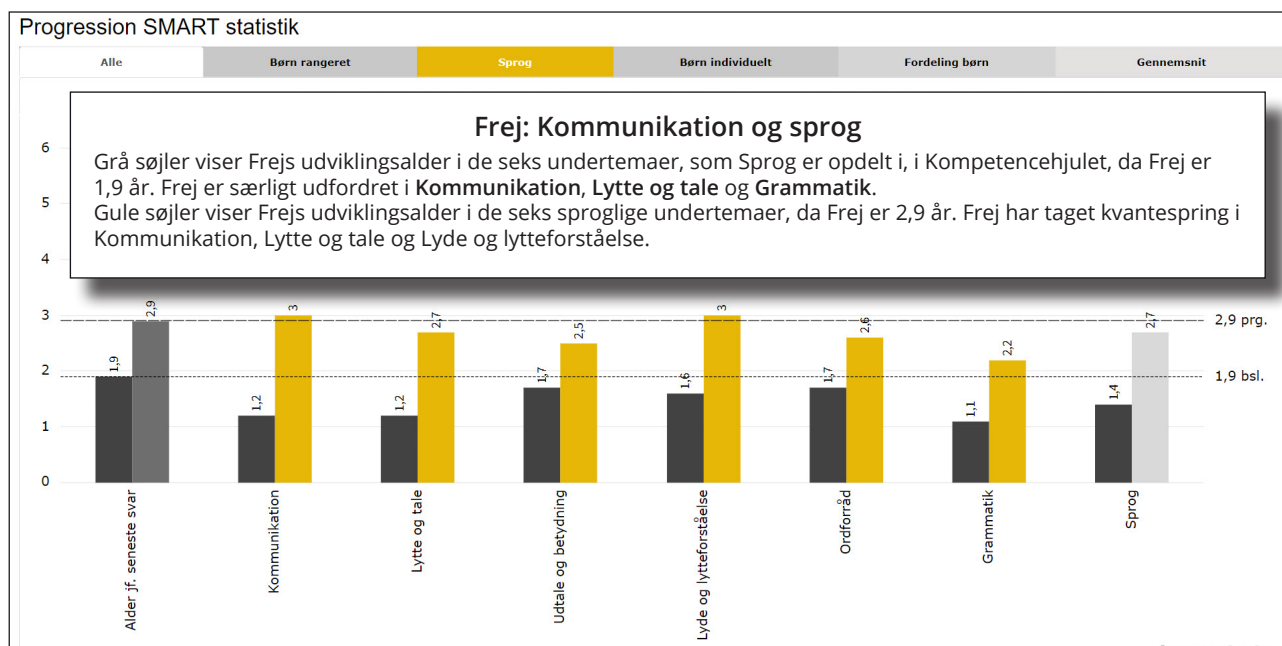 Progression SMART statistik
Alle Børn rangeret Sprog Børn individuelt Fordeling børn Gennemsnit
Frej: Kommunikation og sprog
Grå søjler viser Frejs udviklingsalder i de seks undertemaer, som Sprog er opdelt i, i Kompetencehjulet, da Frej er
1,9 år. Frej er særligt udfordret i Kommunikation, Lytte og tale og Grammatik.
Gule søjler viser Frejs udviklingsalder i de seks sproglige undertemaer, da Frej er 2,9 år. Frej har taget kvantespring i
Kommunikation, Lytte og tale og Lyde og lytteforståelse.
6
5
4
3
2
1
0
1,9 2,9 1,2 3 1,2 2,7 1,7 2,5 1,6 3 1,7 2,6 1,1 2,2 1,4 2,7
2,9 prg.
1,9 bsl.
Alder jf. seneste svar
Kommunikation
Lytte og tale
Udtale og betydning
Lyde og lytteforståelse
Ordforråd
Grammatik
Sprog